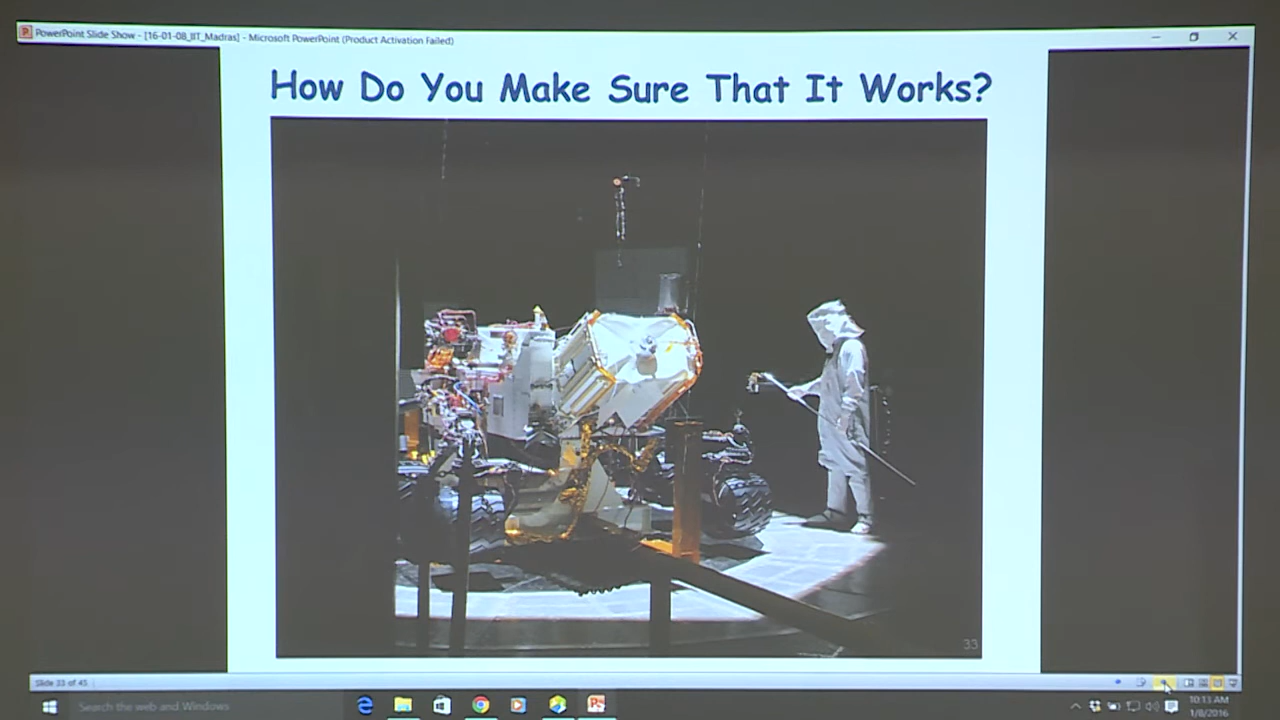 PowerPoint Slide Show - [16-01-08_IIT_Madras] - Microsoft PowerPoint (Product Activation Failed)
How Do You Make Sure That It Works?
33
Slide 33 of 45
Search the web and Windows
10:13 AM
1/8/2016